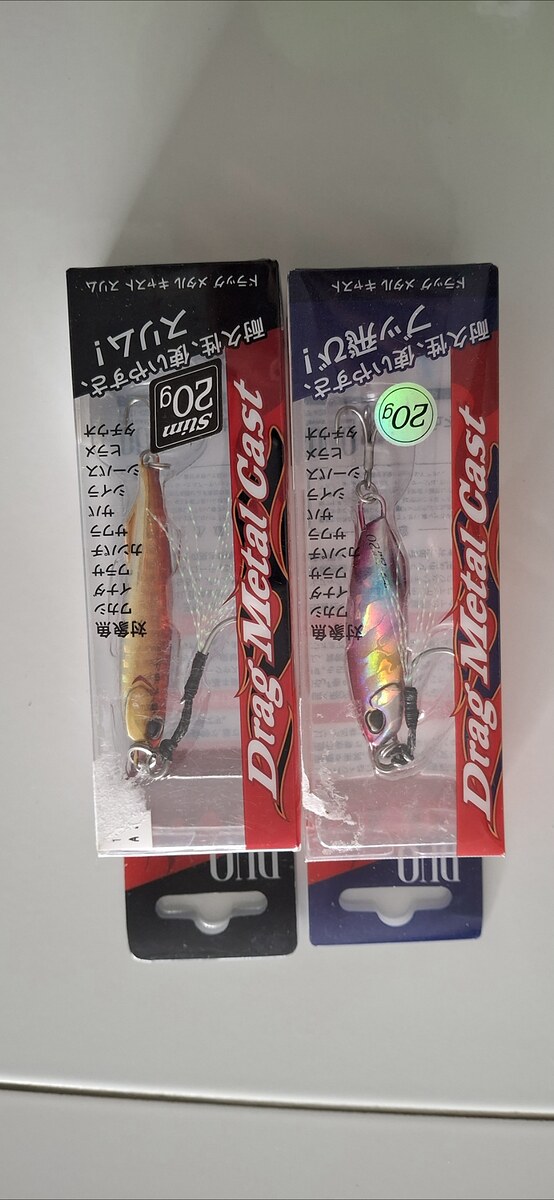 DUO
Drag Metal Cast
対象魚
ワカシ
イナダ
ワラサ
カンパチ
サワラ
サバ
シイラ
シーバス
ヒラメ
タチウオ
Slim
20g
耐久性、使いやすさ、
スリム！
ドラッグ メタル キャスト スリム
DUO
Drag Metal Cast
対象魚
ワカシ
イナダ
ワラサ
カンパチ
サワラ
サバ
シイラ
シーバス
ヒラメ
タチウオ
20g
耐久性、使いやすさ、
ブッ飛び！
ドラッグ メタル キャスト